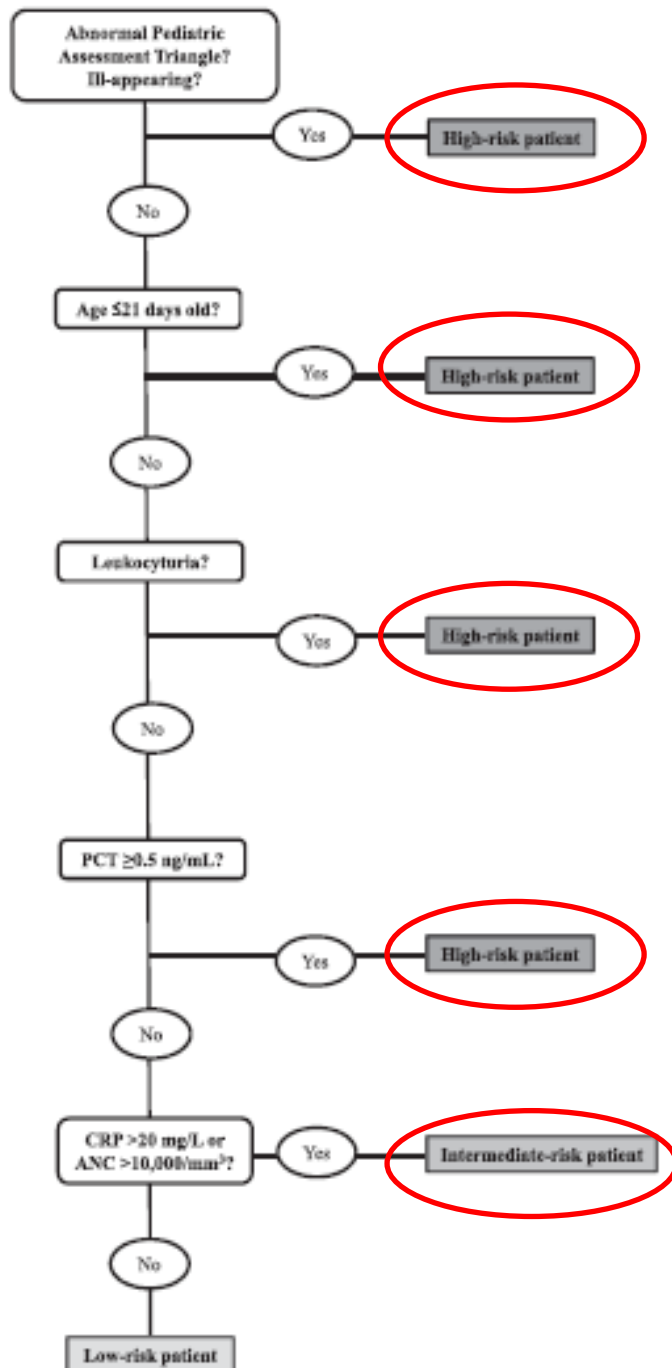 Abnormal Pediatric
Assessment Triangle?
Ill-appearing?
Yes
High-risk patient
No
Age ≤21 days old?
Yes
High-risk patient
No
Leukocyturia?
Yes
High-risk patient
No
PCT ≥0.5 ng/mL?
Yes
High-risk patient
No
CRP >20 mg/L or
ANC >10,000/mm³?
Yes
Intermediate-risk patient
No
Low-risk patient